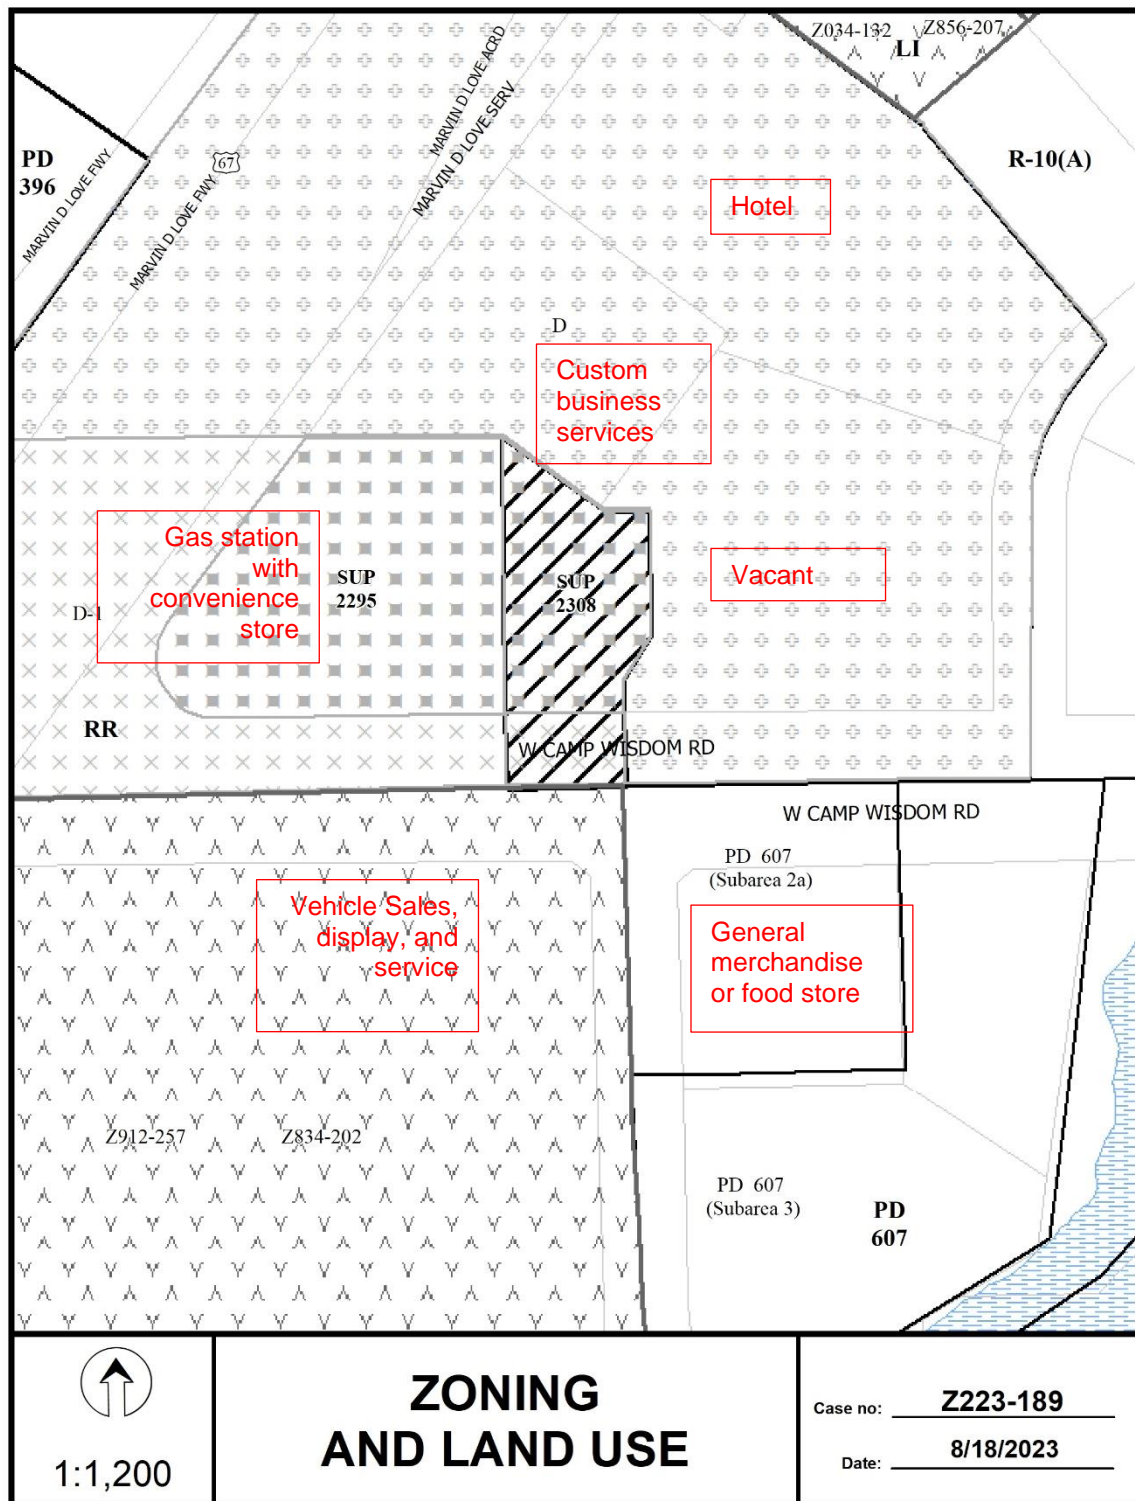 Z034-132
Z856-207
LI
MARVIN D LOVE ACRD
MARVIN D LOVE SERV
PD
396
67
MARVIN D LOVE FWY
MARVIN D LOVE FWY
R-10(A)
Hotel
D
Custom
business
services
Gas station
with
convenience
store
D-1
SUP
2295
SUP
2308
Vacant
RR
W CAMP WISDOM RD
W CAMP WISDOM RD
PD 607
(Subarea 2a)
Vehicle Sales,
display, and
service
General
merchandise
or food store
Z912-257
Z834-202
PD 607
(Subarea 3)
PD
607
1:1,200
ZONING
AND LAND USE
Case no: Z223-189
Date: 8/18/2023